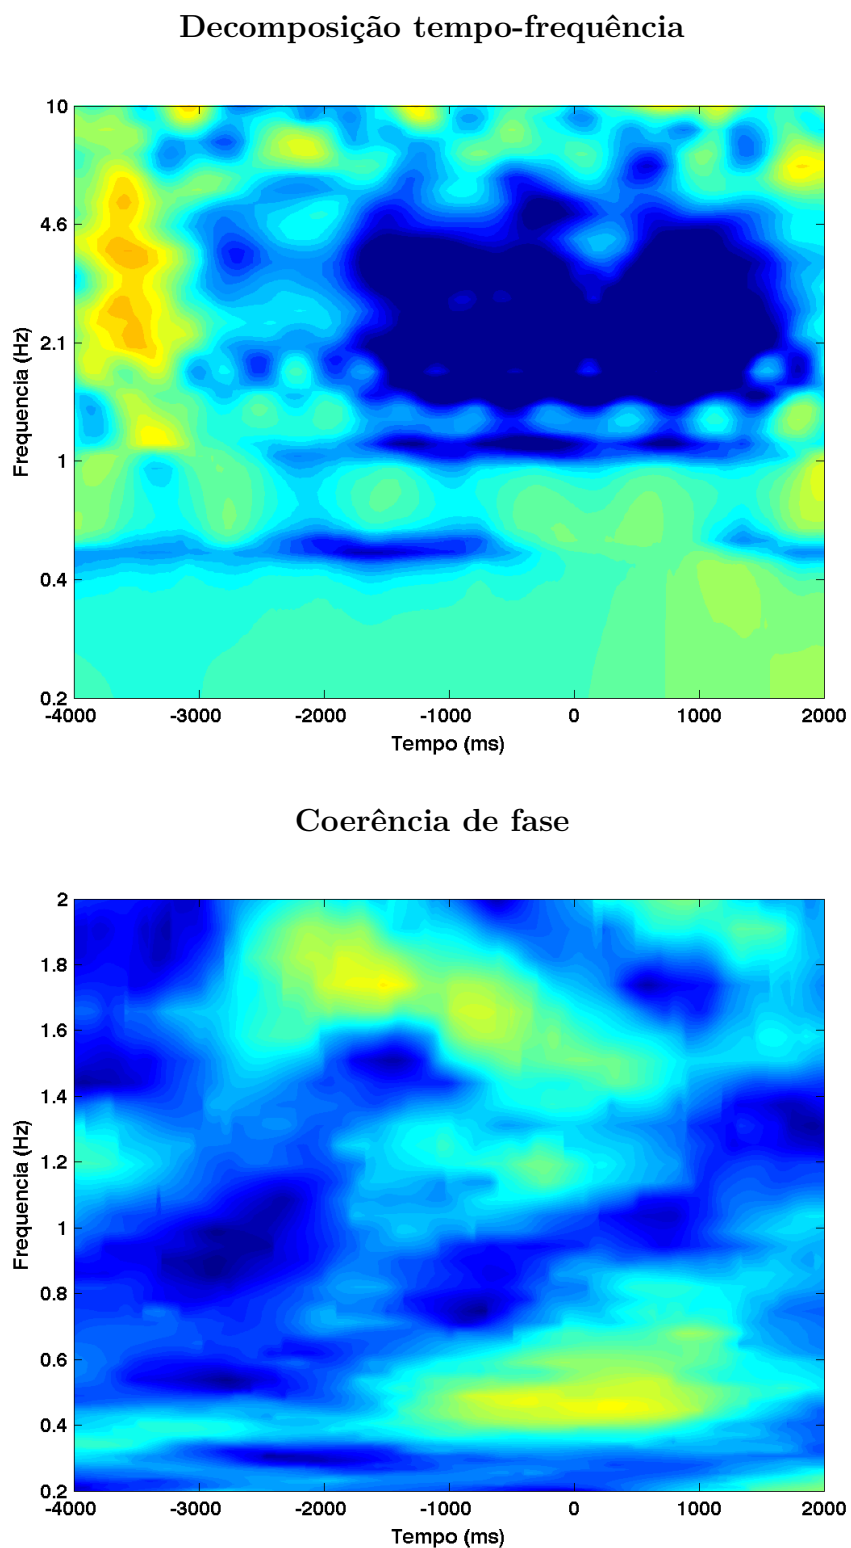 Decomposição tempo-frequência
10
4.6
2.1
1
0.4
0.2
Frequencia (Hz)
-4000 -3000 -2000 -1000 0 1000 2000
Tempo (ms)
Coerência de fase
2
1.8
1.6
1.4
1.2
1
0.8
0.6
0.4
0.2
Frequencia (Hz)
-4000 -3000 -2000 -1000 0 1000 2000
Tempo (ms)